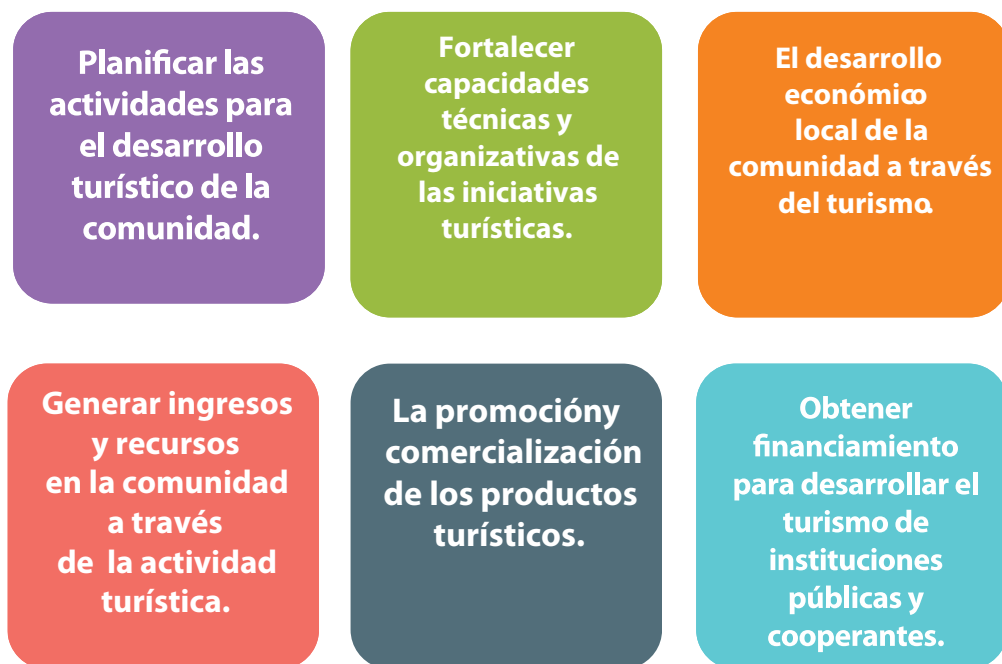 Planificar las
actividades para
el desarrollo
turístico de la
comunidad.
Fortalecer
capacidades
técnicas y
organizativas de
las iniciativas
turísticas.
El desarrollo
económico
local de la
comunidad a través
del turismo.
Generar ingresos
y recursos
en la comunidad
a través
de la actividad
turística.
La promocióny
comercialización
de los productos
turísticos.
Obtener
financiamiento
para desarrollar el
turismo de
instituciones
públicas y
cooperantes.